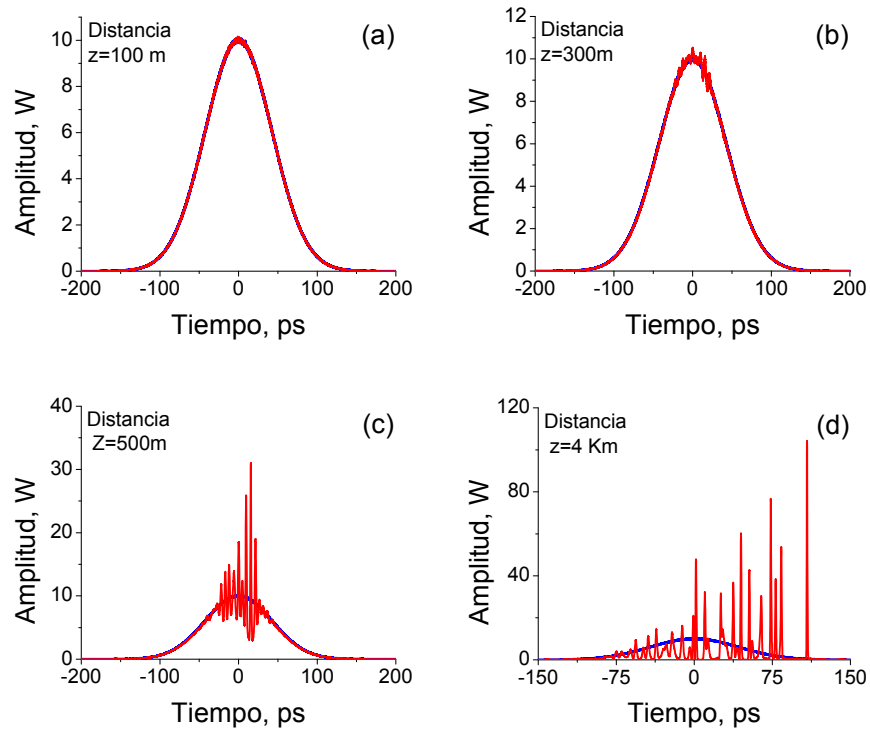 Distancia
z=100 m
(a)
10
8
6
4
2
0
Amplitud, W
-200 -100 0 100 200
Tiempo, ps
Distancia
z=300m
(b)
12
10
8
6
4
2
0
Amplitud, W
-200 -100 0 100 200
Tiempo, ps
Distancia
Z=500m
(c)
40
30
20
10
0
Amplitud, W
-200 -100 0 100 200
Tiempo, ps
Distancia
z=4 Km
(d)
120
80
40
0
Amplitud, W
-150 -75 0 75 150
Tiempo, ps